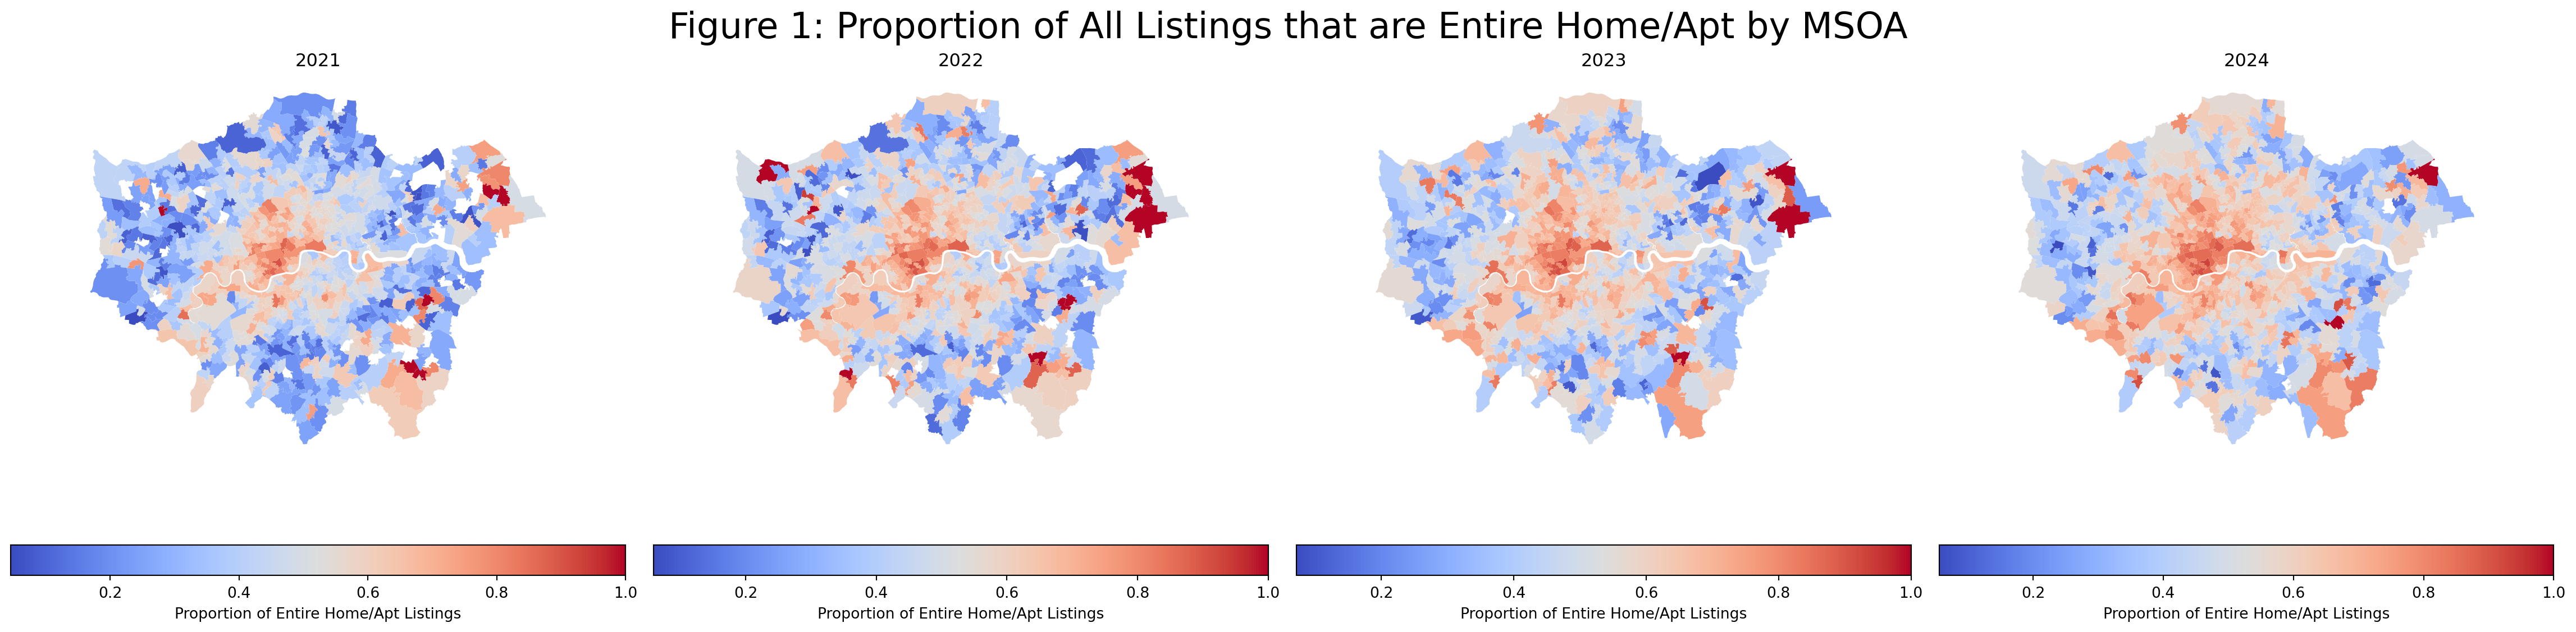 Figure 1: Proportion of All Listings that are Entire Home/Apt by MSOA
2021 2022 2023 2024
0.2 0.4 0.6 0.8 1.0 0.2 0.4 0.6 0.8 1.0 0.2 0.4 0.6 0.8 1.0 0.2 0.4 0.6 0.8 1.0
Proportion of Entire Home/Apt Listings Proportion of Entire Home/Apt Listings Proportion of Entire Home/Apt Listings Proportion of Entire Home/Apt Listings